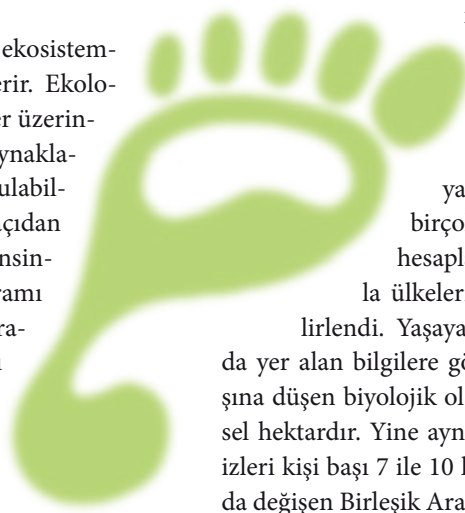 ekosistem-
erir. Ekolo-
er üzerin-
ynakla-
ulabil-
açıdan
nsin-
ramı
ra-
ya
birço
hesapl
la ülkeleri
lirlendi. Yaşaya
da yer alan bilgilere gö
şına düşen biyolojik ol
sel hektardır. Yine ayn
izleri kişi başı 7 ile 10 
da değişen Birleşik Ara